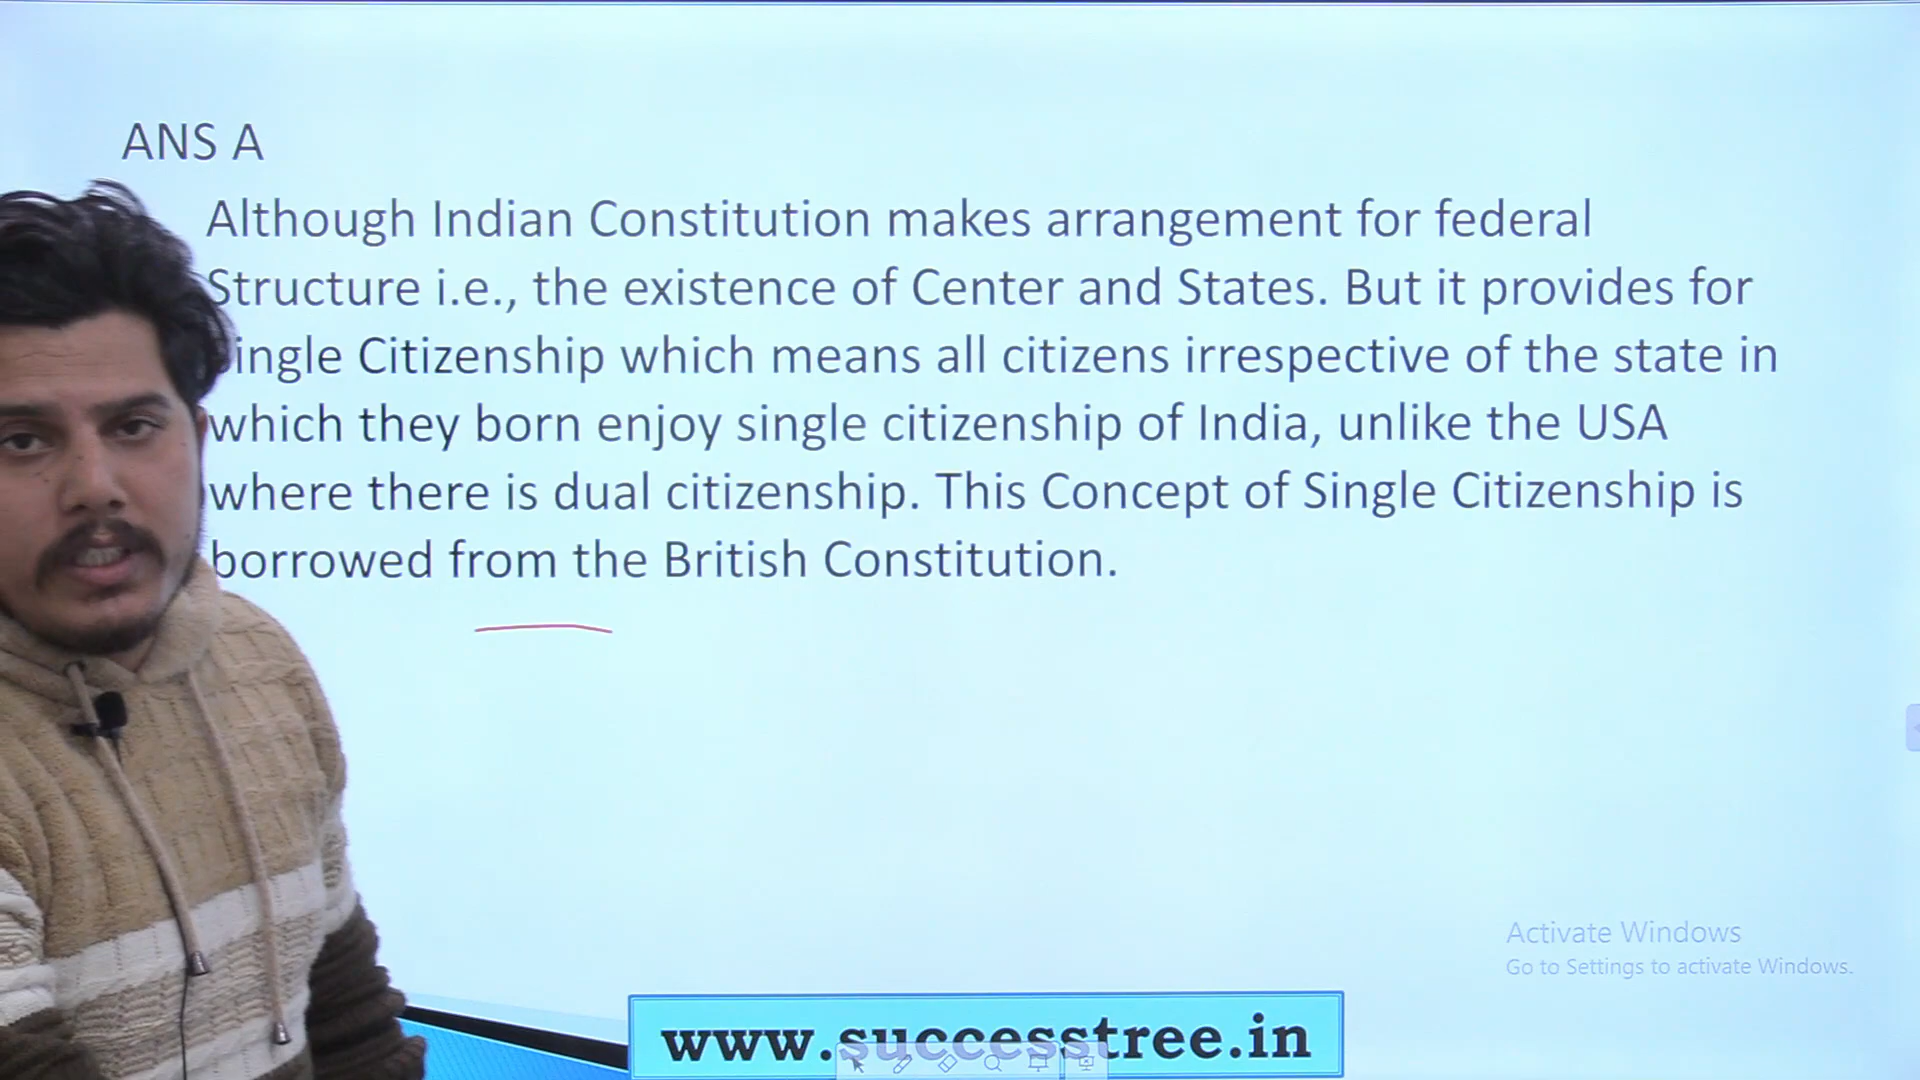 ANS A
Although Indian Constitution makes arrangement for federal
Structure i.e., the existence of Center and States. But it provides for
Single Citizenship which means all citizens irrespective of the state in
which they born enjoy single citizenship of India, unlike the USA
where there is dual citizenship. This Concept of Single Citizenship is
borrowed from the British Constitution.
Activate Windows
Go to Settings to activate Windows.
www.successtree.in